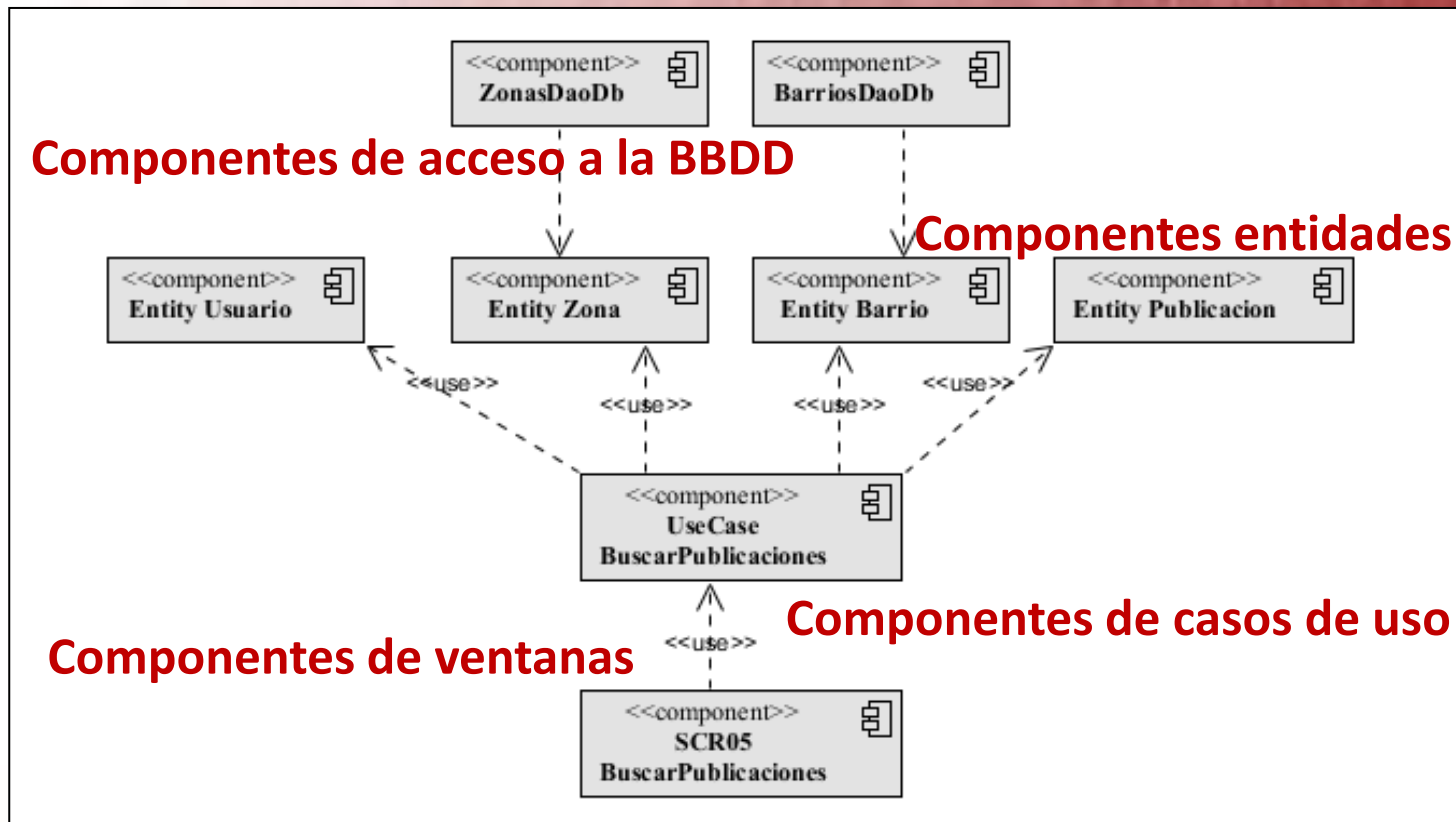 <<component>>
ZonasDaoDb
<<component>>
BarriosDaoDb
Componentes de acceso a la BBDD
Componentes entidades
<<component>>
Entity Usuario
<<component>>
Entity Zona
<<component>>
Entity Barrio
<<component>>
Entity Publicacion
<<use>>
<<use>>
<<use>>
<<use>>
<<component>>
UseCase
BuscarPublicaciones
Componentes de casos de uso
<<use>>
Componentes de ventanas
<<component>>
SCR05
BuscarPublicaciones